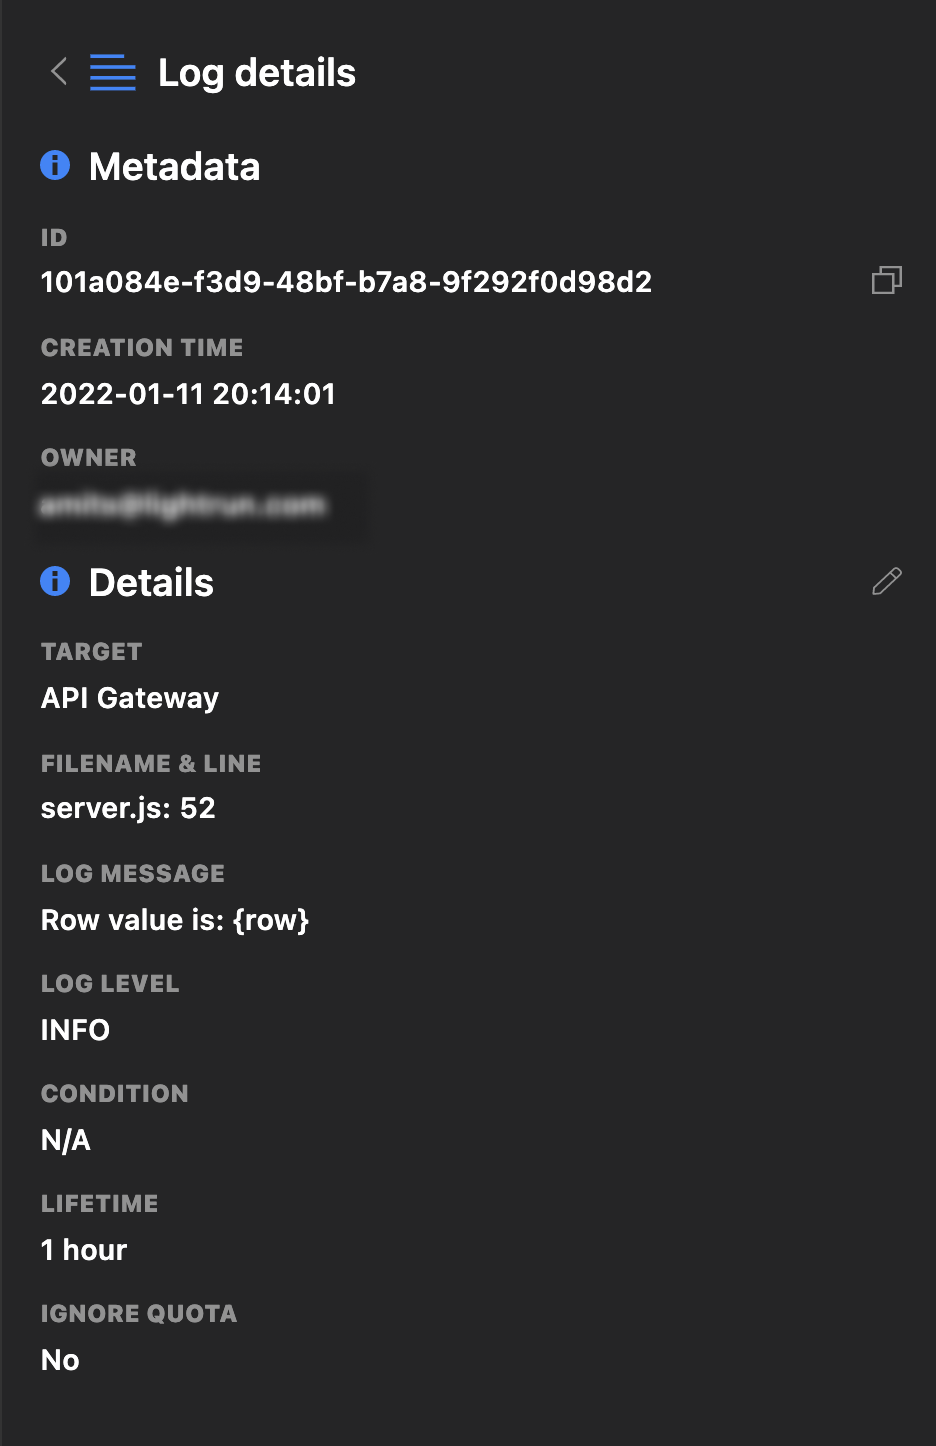 Log details
Metadata
ID
101a084e-f3d9-48bf-b7a8-9f292f0d98d2
CREATION TIME
2022-01-11 20:14:01
OWNER
Details
TARGET
API Gateway
FILENAME & LINE
server.js: 52
LOG MESSAGE
Row value is: {row}
LOG LEVEL
INFO
CONDITION
N/A
LIFETIME
1 hour
IGNORE QUOTA
No